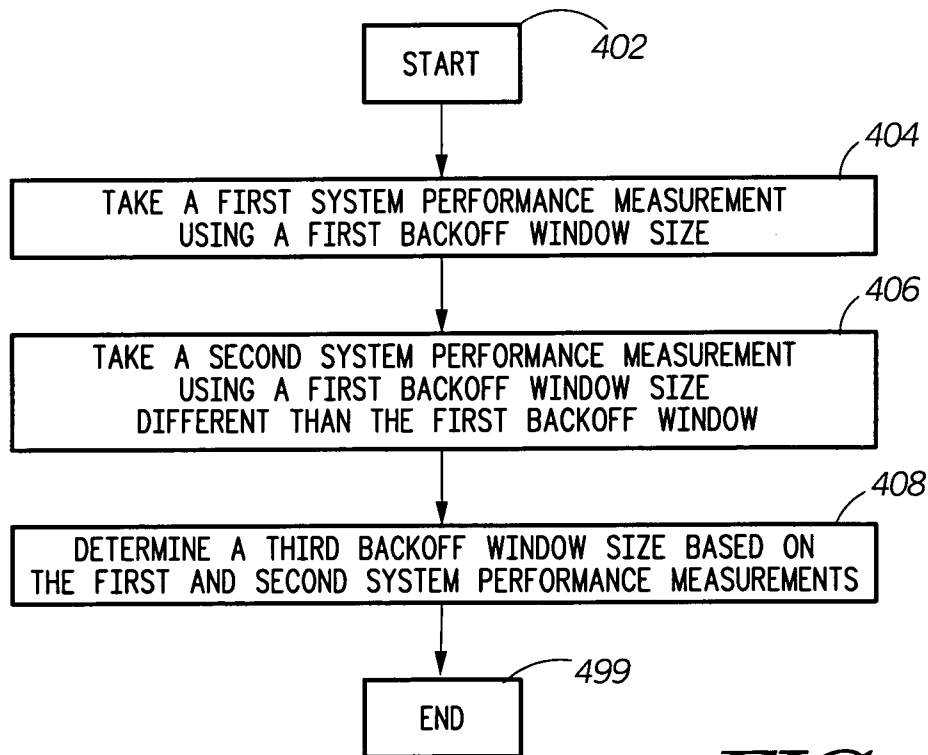 START
402
404
TAKE A FIRST SYSTEM PERFORMANCE MEASUREMENT
USING A FIRST BACKOFF WINDOW SIZE
406
TAKE A SECOND SYSTEM PERFORMANCE MEASUREMENT
USING A FIRST BACKOFF WINDOW SIZE
DIFFERENT THAN THE FIRST BACKOFF WINDOW
408
DETERMINE A THIRD BACKOFF WINDOW SIZE BASED ON
THE FIRST AND SECOND SYSTEM PERFORMANCE MEASUREMENTS
499
END